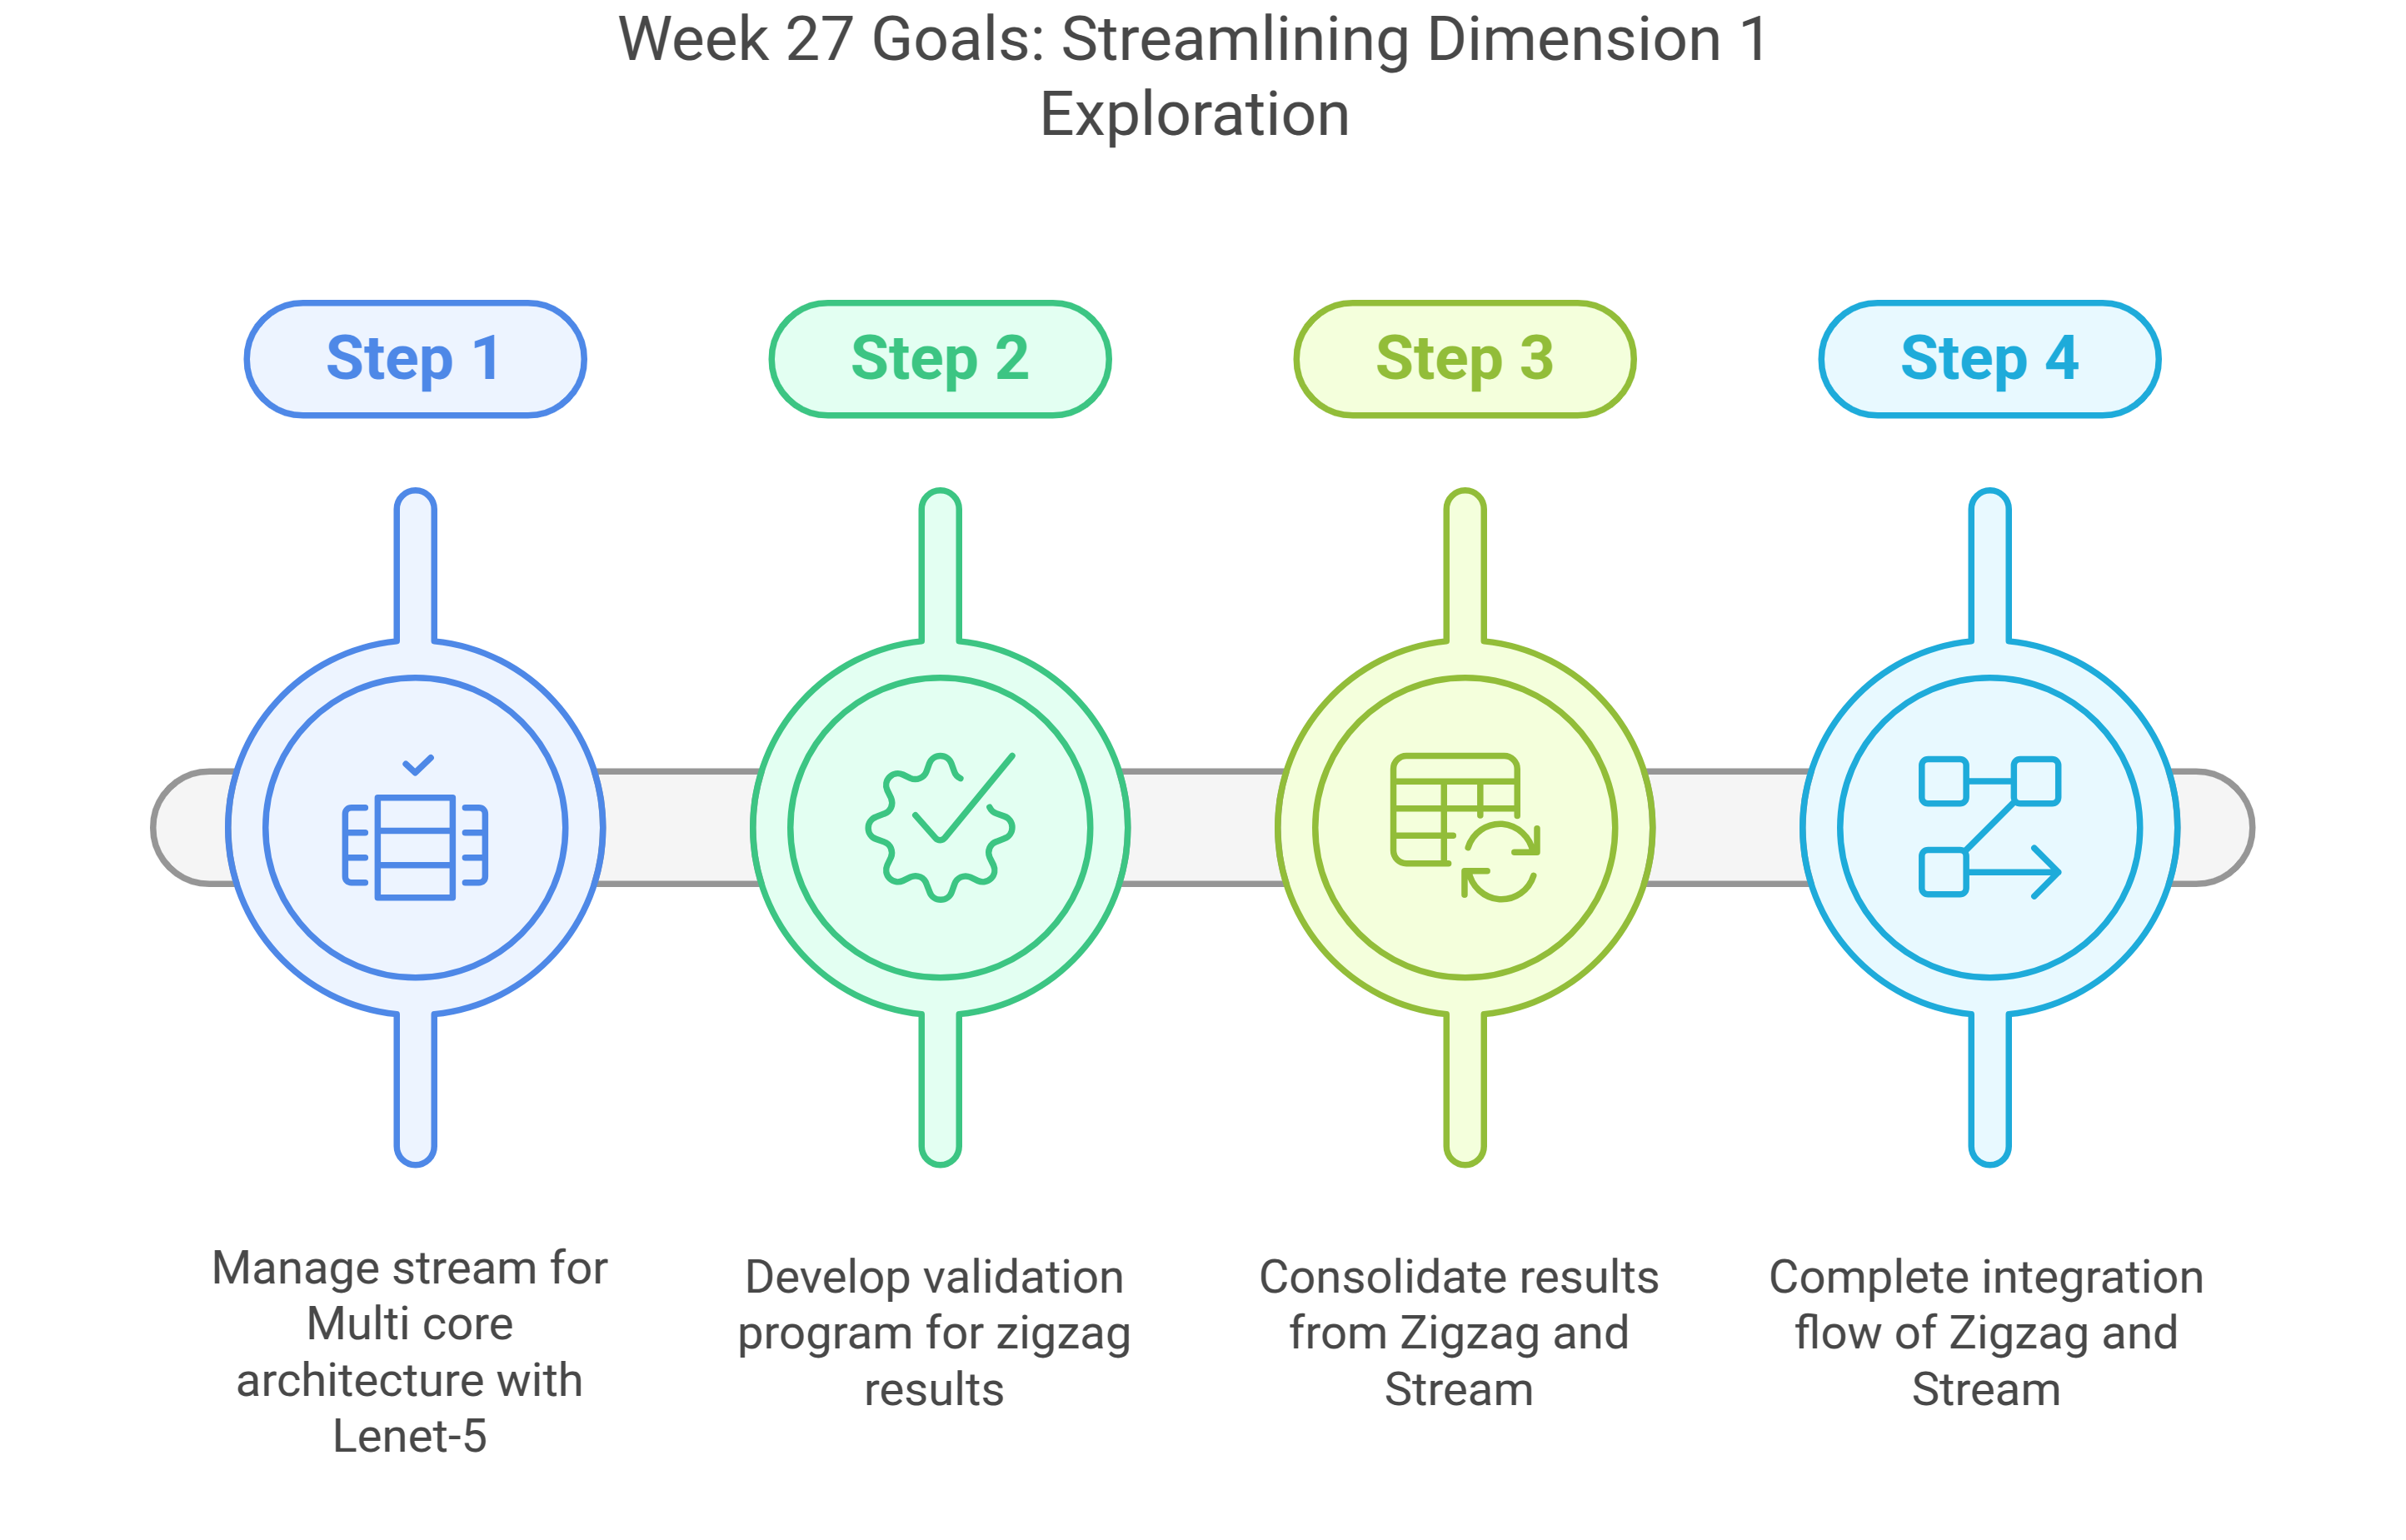 Week 27 Goals: Streamlining Dimension 1
Exploration
Step 1
Step 2
Step 3
Step 4
Manage stream for
Multi core
architecture with
Lenet-5
Develop validation
program for zigzag
results
Consolidate results
from Zigzag and
Stream
Complete integration
flow of Zigzag and
Stream